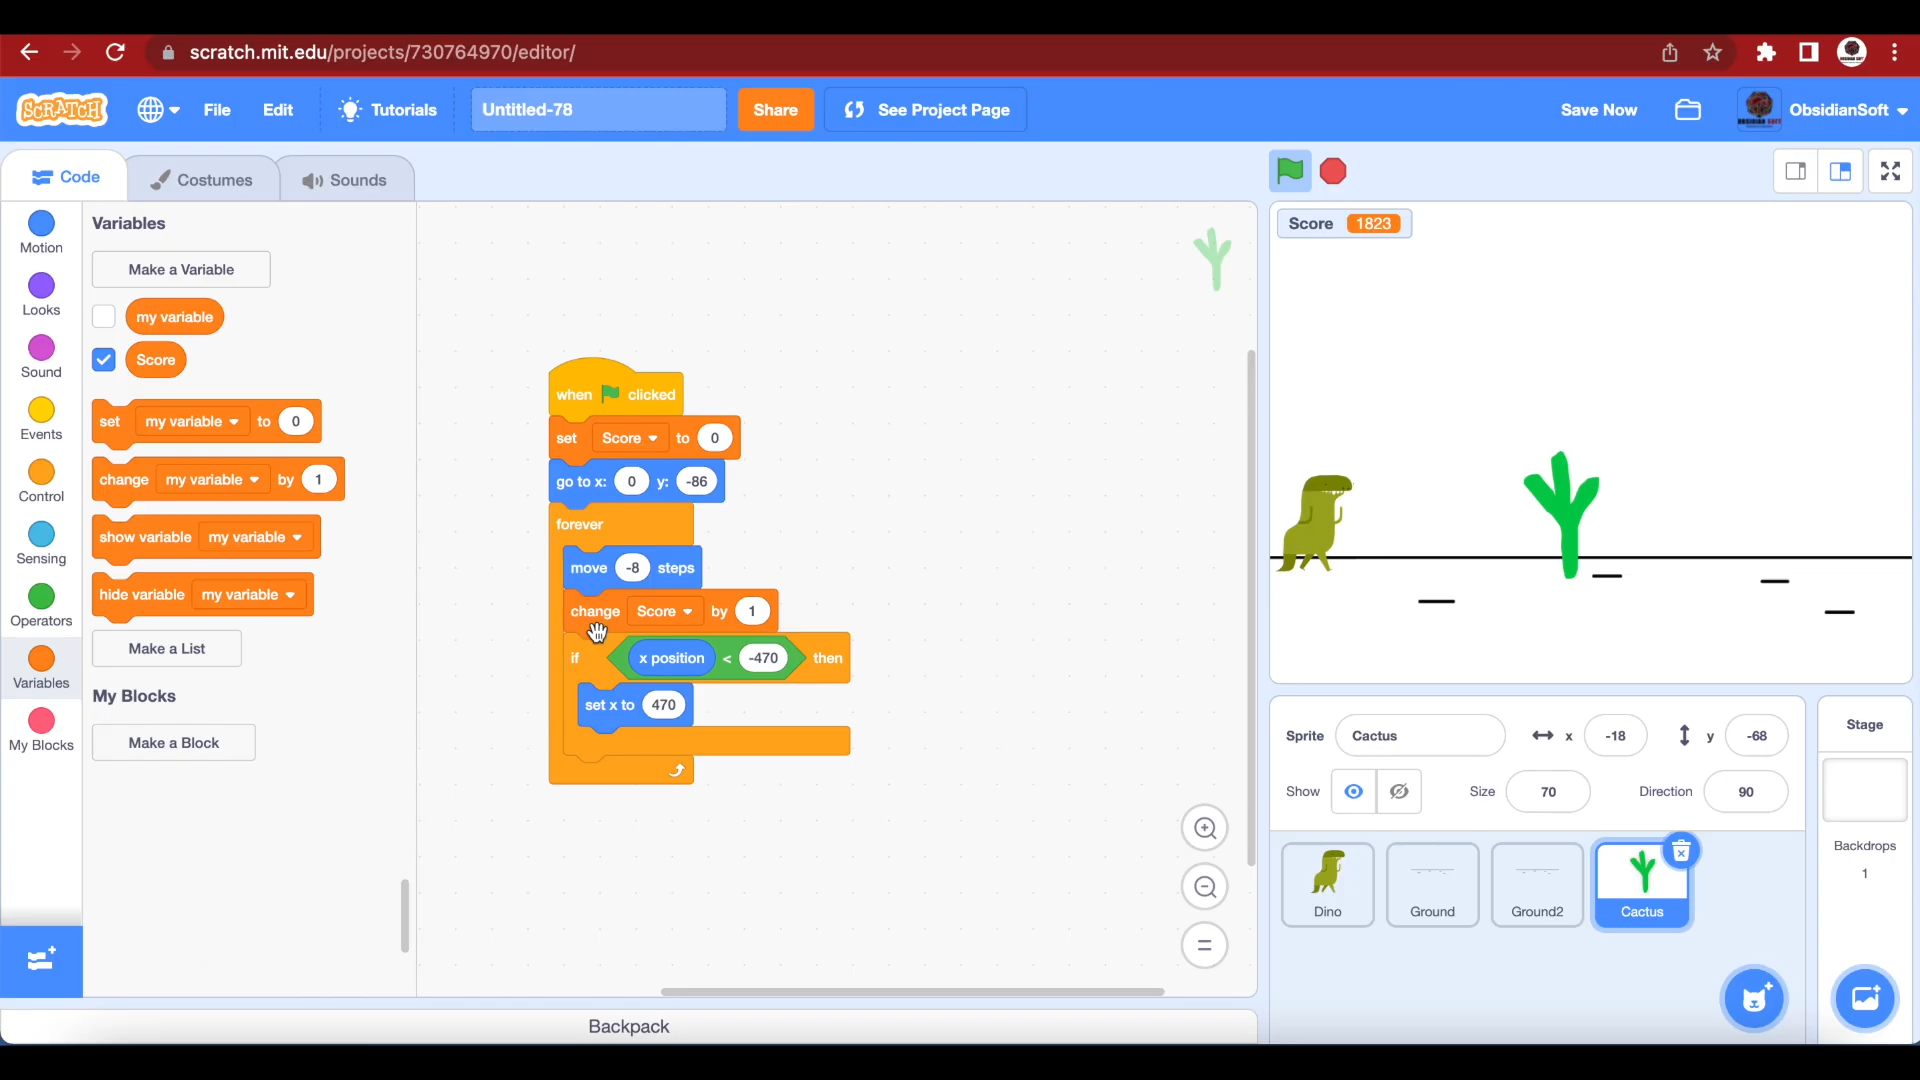 scratch.mit.edu/projects/730764970/editor/
SCRATCH
File
Edit
Tutorials
Untitled-78
Share
See Project Page
Save Now
ObsidianSoft
Code
Costumes
Sounds
Motion
Looks
Sound
Events
Control
Sensing
Operators
Variables
My Blocks
Variables
Make a Variable
my variable
Score
set my variable to 0
change my variable by 1
show variable my variable
hide variable my variable
Make a List
My Blocks
Make a Block
when clicked
set Score to 0
go to x: 0 y: -86
forever
move -8 steps
change Score by 1
if x position < -470 then
set x to 470
Backpack
Score 1823
Sprite Cactus x -18 y -68
Show Size 70 Direction 90
Dino
Ground
Ground2
Cactus
Stage
Backdrops
1